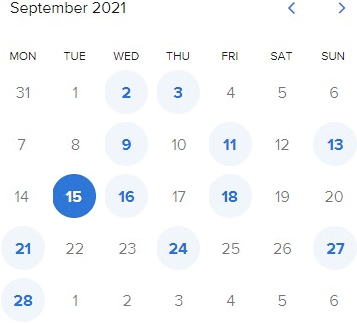 September 2021
MON TUE WED THU FRI SAT SUN
31 1 2 3 4 5 6
7 8 9 10 11 12 13
14 15 16 17 18 19 20
21 22 23 24 25 26 27
28 1 2 3 4 5 6